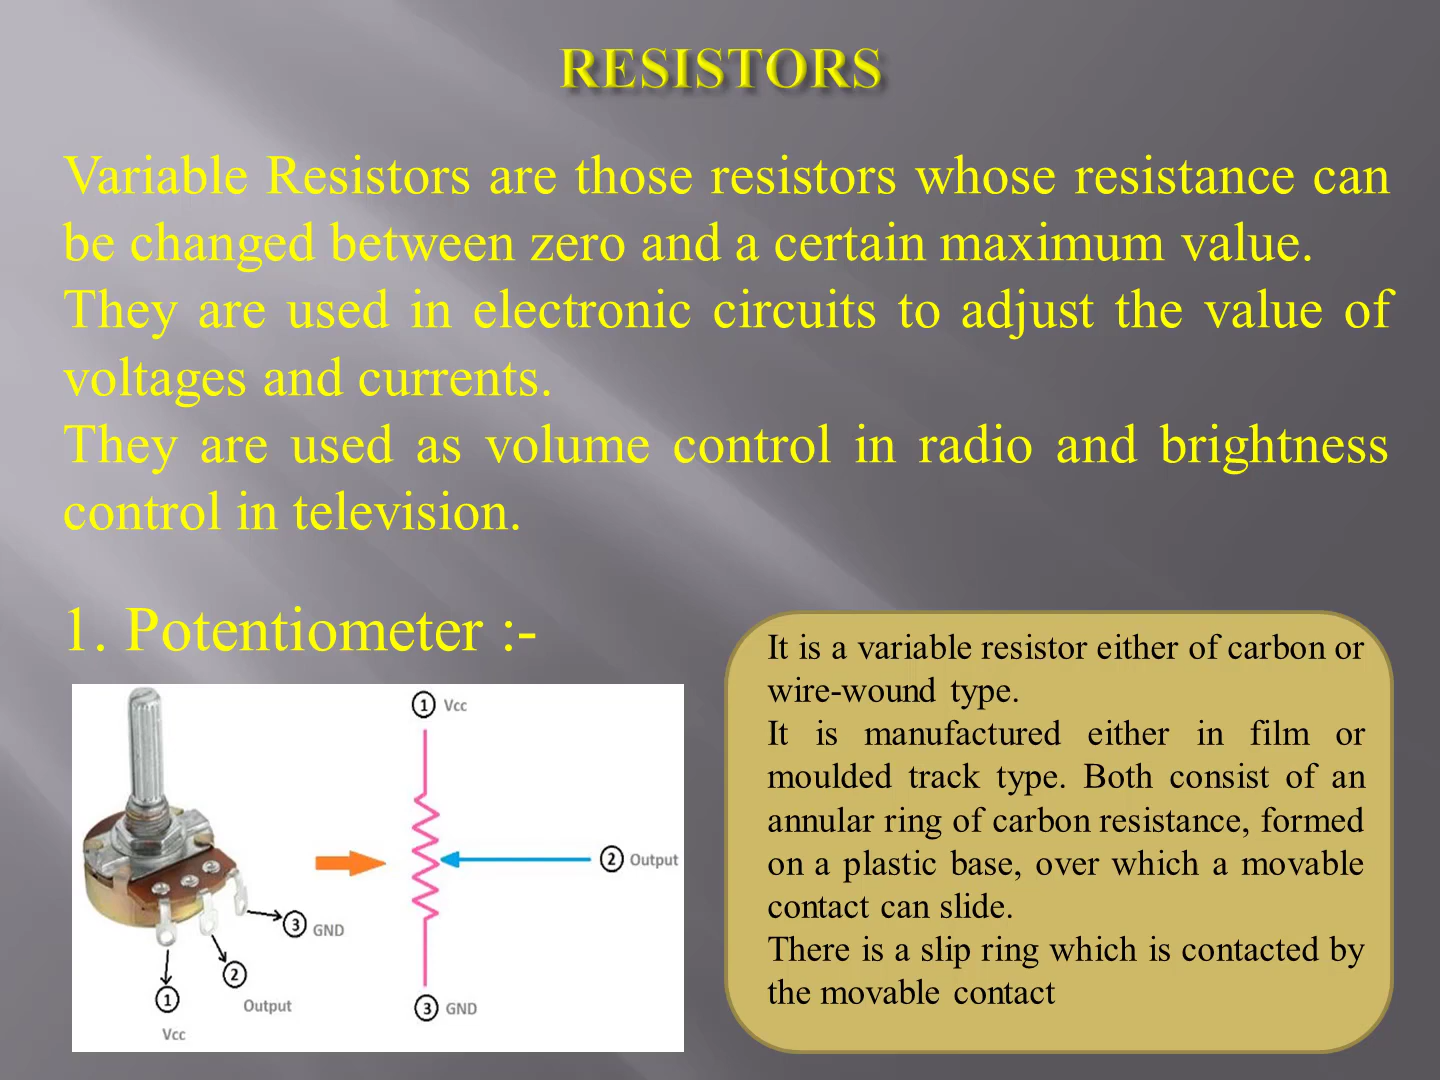 RESISTORS
Variable Resistors are those resistors whose resistance can
be changed between zero and a certain maximum value.
They are used in electronic circuits to adjust the value of
voltages and currents.
They are used as volume control in radio and brightness
control in television.
1. Potentiometer :-
1 Vcc
2 Output
3 GND
3 GND
2
Output
1
Vcc
It is a variable resistor either of carbon or
wire-wound type.
It is manufactured either in film or
moulded track type. Both consist of an
annular ring of carbon resistance, formed
on a plastic base, over which a movable
contact can slide.
There is a slip ring which is contacted by
the movable contact